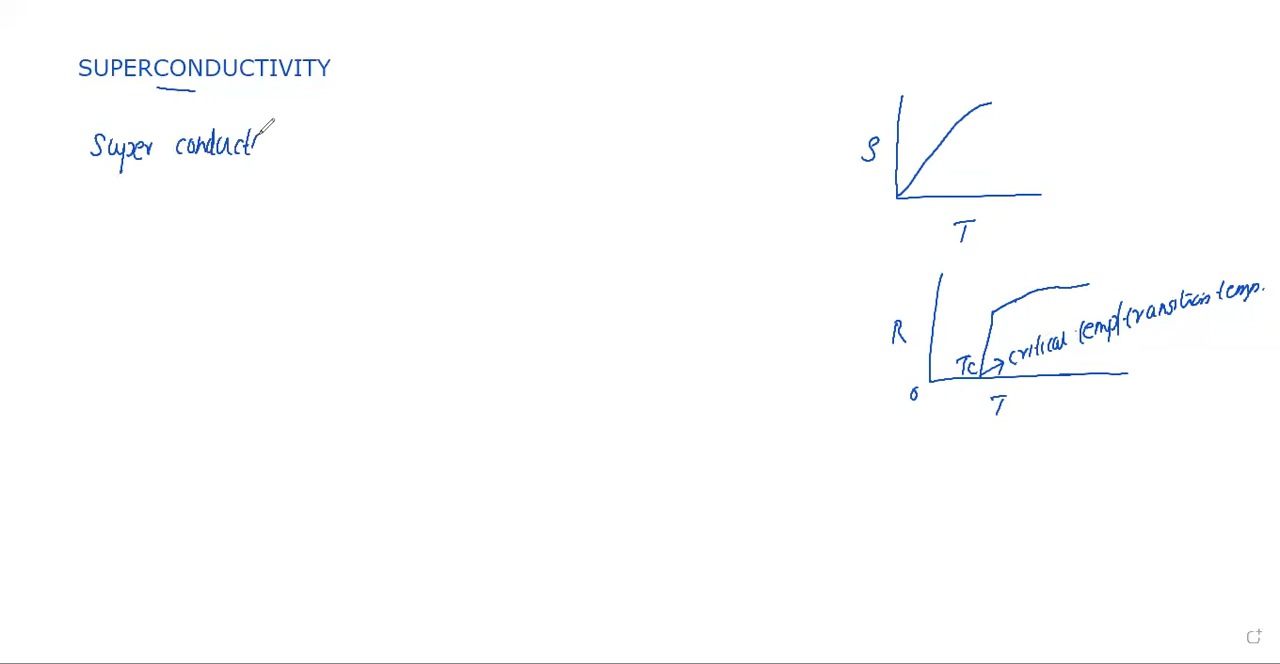 SUPERCONDUCTIVITY
Super conduct
ρ
T
R
Tc
critical temp/transition temp.
0
T